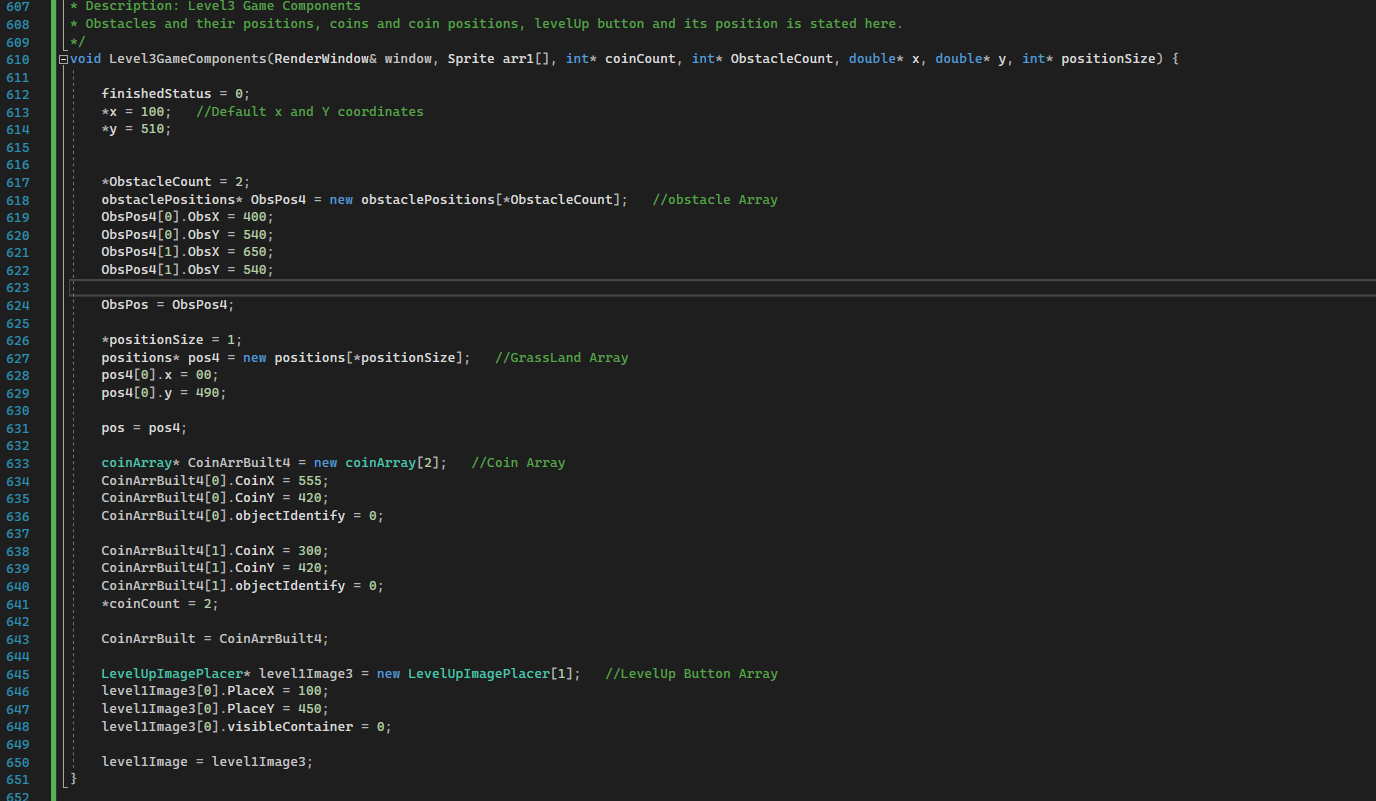 607 * Description: Level3 Game Components
608 * Obstacles and their positions, coins and coin positions, levelUp button and its position is stated here.
609 */
610 void Level3GameComponents(RenderWindow& window, Sprite arr1[], int* coinCount, int* ObstacleCount, double* x, double* y, int* positionSize) {
611
612 finishedStatus = 0;
613 *x = 100; //Default x and Y coordinates
614 *y = 510;
615
616
617 *ObstacleCount = 2;
618 obstaclePositions* ObsPos4 = new obstaclePositions[*ObstacleCount]; //obstacle Array
619 ObsPos4[0].ObsX = 400;
620 ObsPos4[0].ObsY = 540;
621 ObsPos4[1].ObsX = 650;
622 ObsPos4[1].ObsY = 540;
623
624 ObsPos = ObsPos4;
625
626 *positionSize = 1;
627 positions* pos4 = new positions[*positionSize]; //GrassLand Array
628 pos4[0].x = 00;
629 pos4[0].y = 490;
630
631 pos = pos4;
632
633 coinArray* CoinArrBuilt4 = new coinArray[2]; //Coin Array
634 CoinArrBuilt4[0].CoinX = 555;
635 CoinArrBuilt4[0].CoinY = 420;
636 CoinArrBuilt4[0].objectIdentify = 0;
637
638 CoinArrBuilt4[1].CoinX = 300;
639 CoinArrBuilt4[1].CoinY = 420;
640 CoinArrBuilt4[1].objectIdentify = 0;
641 *coinCount = 2;
642
643 CoinArrBuilt = CoinArrBuilt4;
644
645 LevelUpImagePlacer* level1Image3 = new LevelUpImagePlacer[1]; //LevelUp Button Array
646 level1Image3[0].PlaceX = 100;
647 level1Image3[0].PlaceY = 450;
648 level1Image3[0].visibleContainer = 0;
649
650 level1Image = level1Image3;
651 }
652